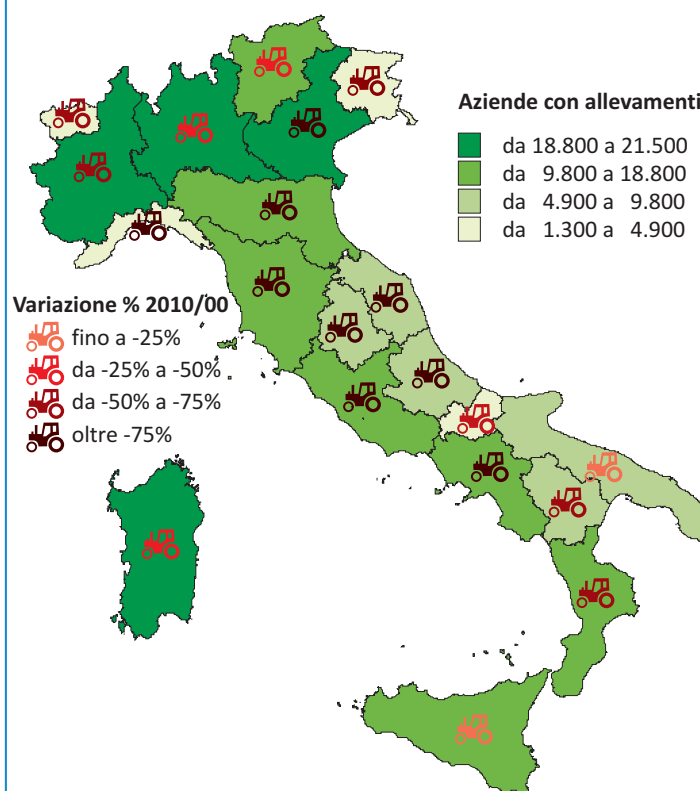 Aziende con allevamenti
da 18.800 a 21.500
da 9.800 a 18.800
da 4.900 a 9.800
da 1.300 a 4.900
Variazione % 2010/00
fino a -25%
da -25% a -50%
da -50% a -75%
oltre -75%